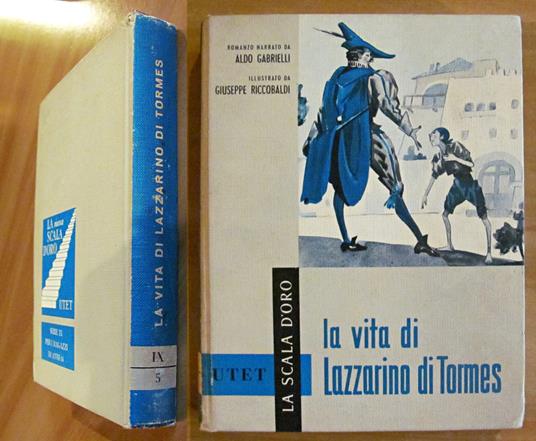 LA VITA DI LAZZARINO DI TORMES
LA nuova
SCALA
D'ORO
UTET
SERIE IX
PER I RAGAZZI
DI ANNI 14
IX
5
ROMANZO NARRATO DA
ALDO GABRIELLI
ILLUSTRATO DA
GIUSEPPE RICCOBALDI
LA SCALA D'ORO
UTET
la vita di
Lazzarino di Tormes